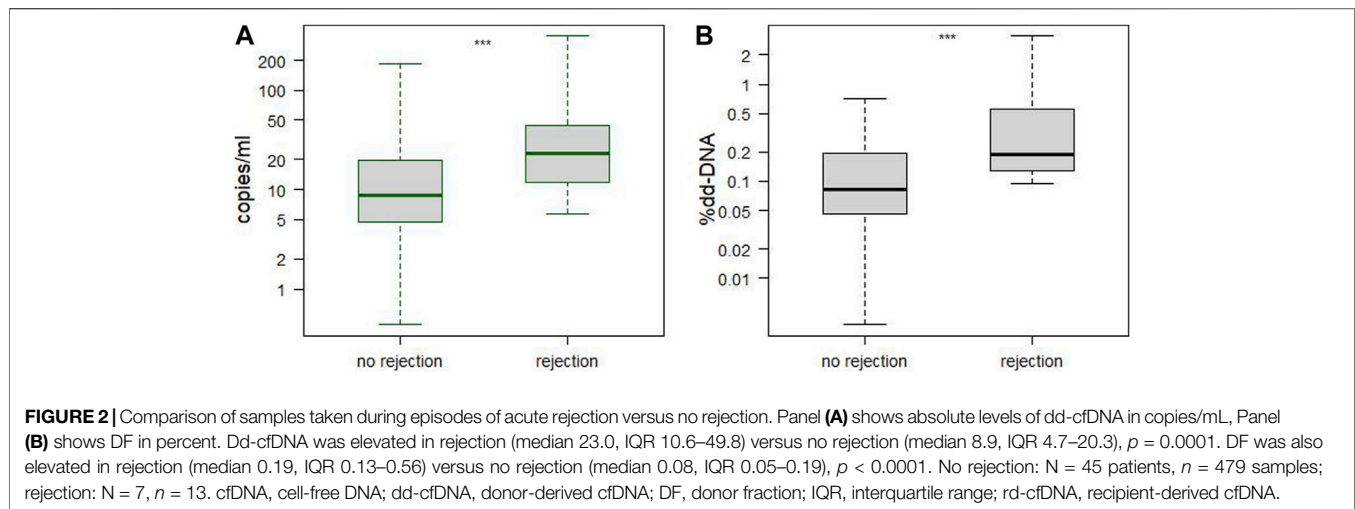 A
***
200
100
50
20
10
5
2
1
copies/ml
no rejection
rejection
B
***
2
1
0.5
0.2
0.1
0.05
0.02
0.01
%dd-DNA
no rejection
rejection
FIGURE 2 | Comparison of samples taken during episodes of acute rejection versus no rejection. Panel (A) shows absolute levels of dd-cfDNA in copies/mL, Panel
(B) shows DF in percent. Dd-cfDNA was elevated in rejection (median 23.0, IQR 10.6–49.8) versus no rejection (median 8.9, IQR 4.7–20.3), p = 0.0001. DF was also
elevated in rejection (median 0.19, IQR 0.13–0.56) versus no rejection (median 0.08, IQR 0.05–0.19), p < 0.0001. No rejection: N = 45 patients, n = 479 samples;
rejection: N = 7, n = 13. cfDNA, cell-free DNA; dd-cfDNA, donor-derived cfDNA; DF, donor fraction; IQR, interquartile range; rd-cfDNA, recipient-derived cfDNA.